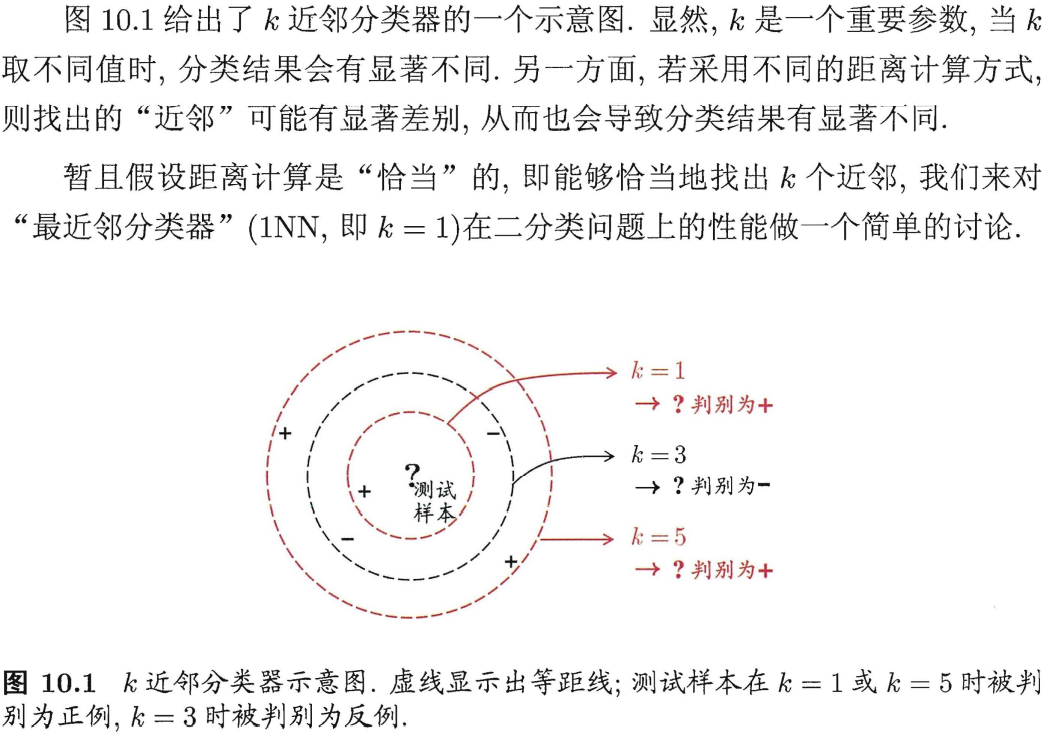 图 10.1 给出了 k 近邻分类器的一个示意图. 显然, k 是一个重要参数, 当 k
取不同值时, 分类结果会有显著不同. 另一方面, 若采用不同的距离计算方式,
则找出的“近邻”可能有显著差别, 从而也会导致分类结果有显著不同.
暂且假设距离计算是“恰当”的, 即能够恰当地找出 k 个近邻, 我们来对
“最近邻分类器”(1NN, 即 k = 1)在二分类问题上的性能做一个简单的讨论.
k = 1
→ ? 判别为+
+
−
k = 3
→ ? 判别为−
?
+
测试
样本
−
k = 5
+
→ ? 判别为+
图 10.1 k 近邻分类器示意图. 虚线显示出等距线; 测试样本在 k = 1 或 k = 5 时被判
别为正例, k = 3 时被判别为反例.